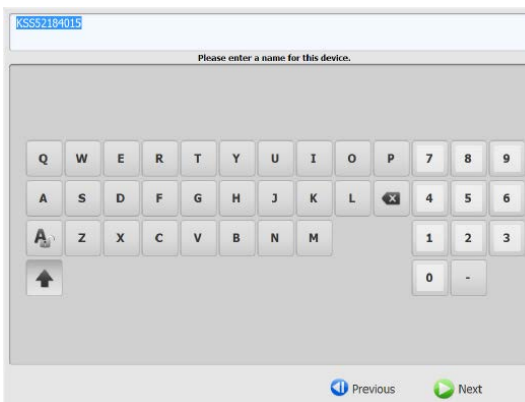 KSS52184015
Please enter a name for this device.
Q W E R T Y U I O P 7 8 9
A S D F G H J K L 4 5 6
A Z X C V B N M 1 2 3
0 -
Previous Next